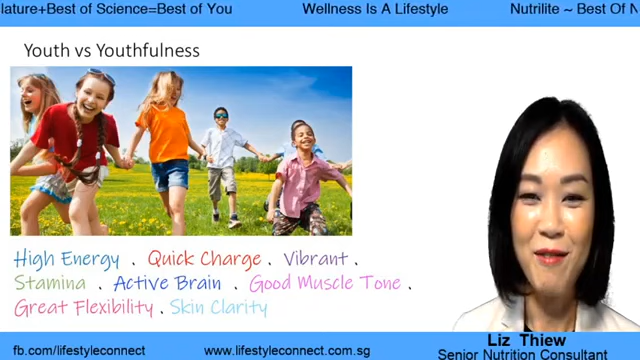 lature+Best of Science=Best of You Wellness Is A Lifestyle Nutrilite ~ Best Of N
Youth vs Youthfulness
High Energy . Quick Charge . Vibrant .
Stamina . Active Brain . Good Muscle Tone .
Great Flexibility . Skin Clarity
Liz Thiew
fb.com/lifestyleconnect www.lifestyleconnect.com.sg Senior Nutrition Consultant